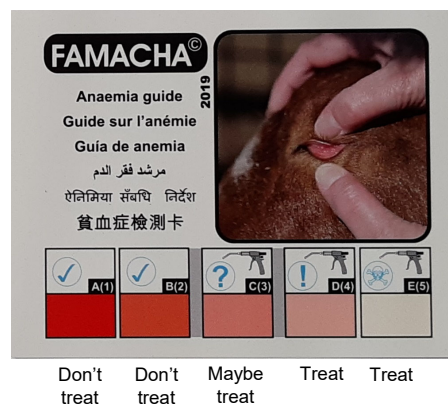 FAMACHA©
2019
Anaemia guide
Guide sur l'anémie
Guía de anemia
مرشد فقر الدم
ऐनिमिया सँबधि निर्देश
貧血症檢測卡
✓ A(1)
✓ B(2)
? C(3)
! D(4)
E(5)
Don't treat
Don't treat
Maybe treat
Treat
Treat